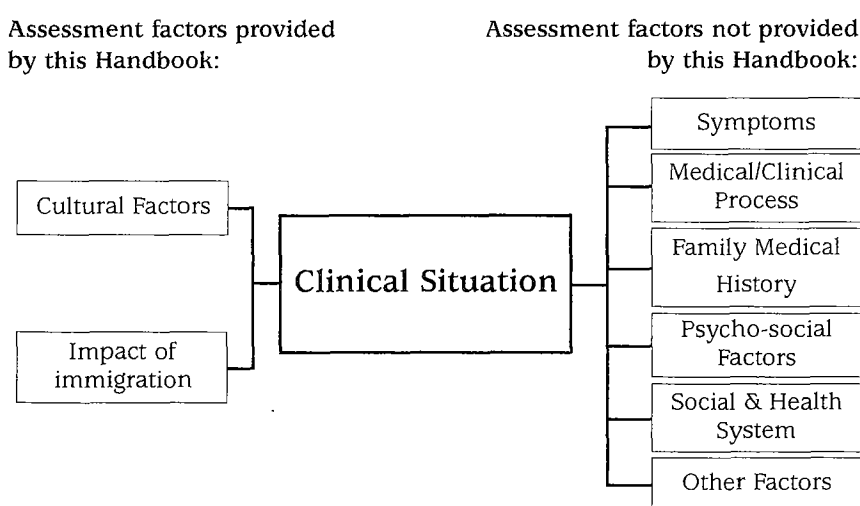 Assessment factors provided
by this Handbook:
Assessment factors not provided
by this Handbook:
Cultural Factors
Impact of
immigration
Clinical Situation
Symptoms
Medical/Clinical
Process
Family Medical
History
Psycho-social
Factors
Social & Health
System
Other Factors